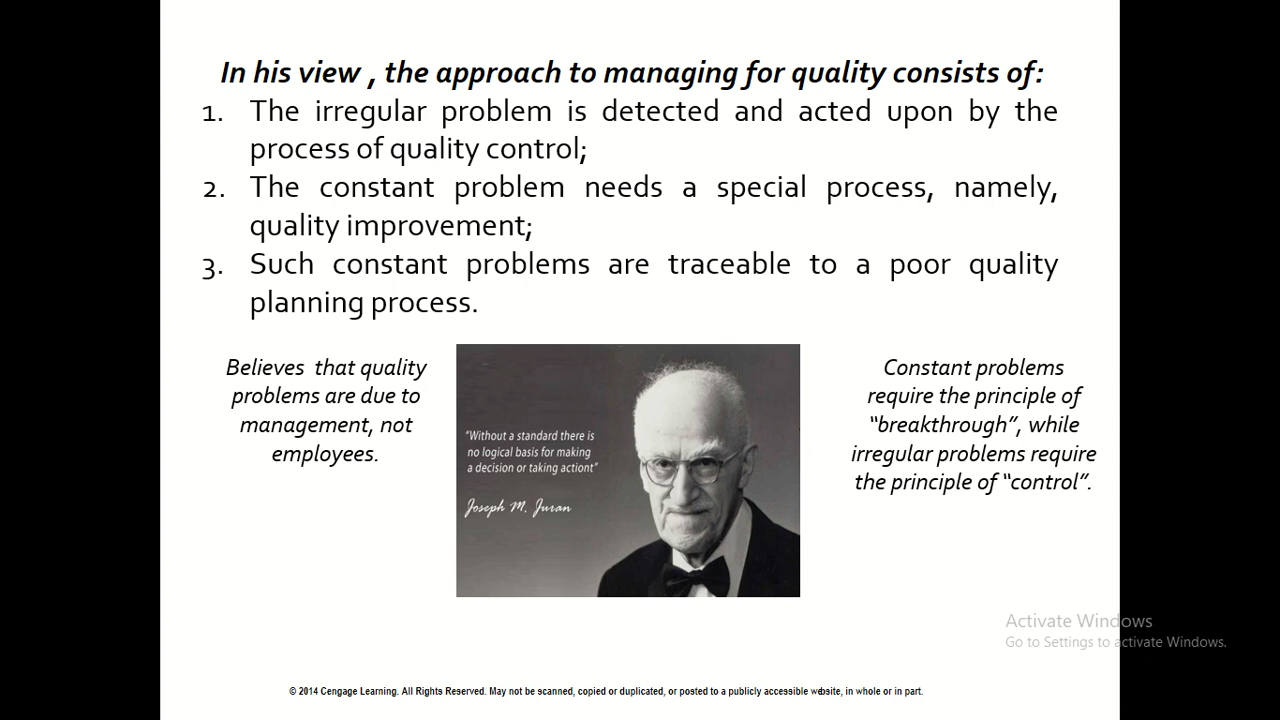 In his view , the approach to managing for quality consists of:
1. The irregular problem is detected and acted upon by the
process of quality control;
2. The constant problem needs a special process, namely,
quality improvement;
3. Such constant problems are traceable to a poor quality
planning process.
Believes that quality
problems are due to
management, not
employees.
"Without a standard there is
no logical basis for making
a decision or taking actiont"
Joseph M. Juran
Constant problems
require the principle of
“breakthrough”, while
irregular problems require
the principle of “control”.
Activate Windows
Go to Settings to activate Windows.
© 2014 Cengage Learning. All Rights Reserved. May not be scanned, copied or duplicated, or posted to a publicly accessible website, in whole or in part.